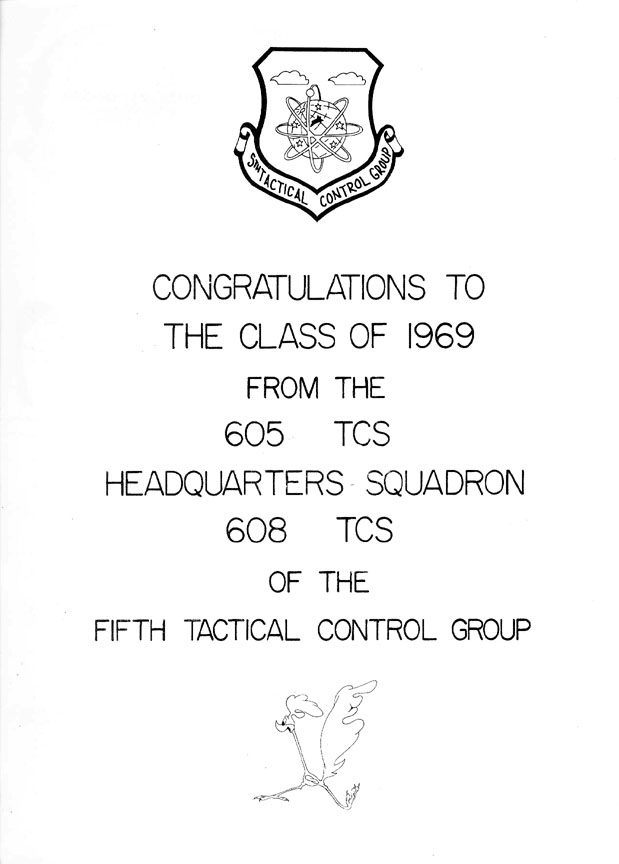 5TH TACTICAL CONTROL GROUP
CONGRATULATIONS TO
THE CLASS OF 1969
FROM THE
605 TCS
HEADQUARTERS SQUADRON
608 TCS
OF THE
FIFTH TACTICAL CONTROL GROUP